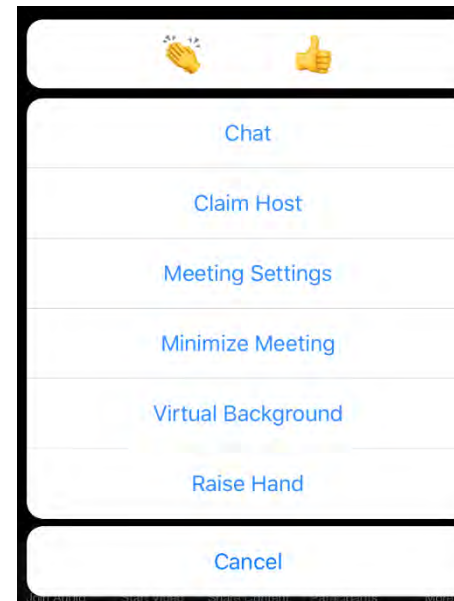 Chat
Claim Host
Meeting Settings
Minimize Meeting
Virtual Background
Raise Hand
Cancel